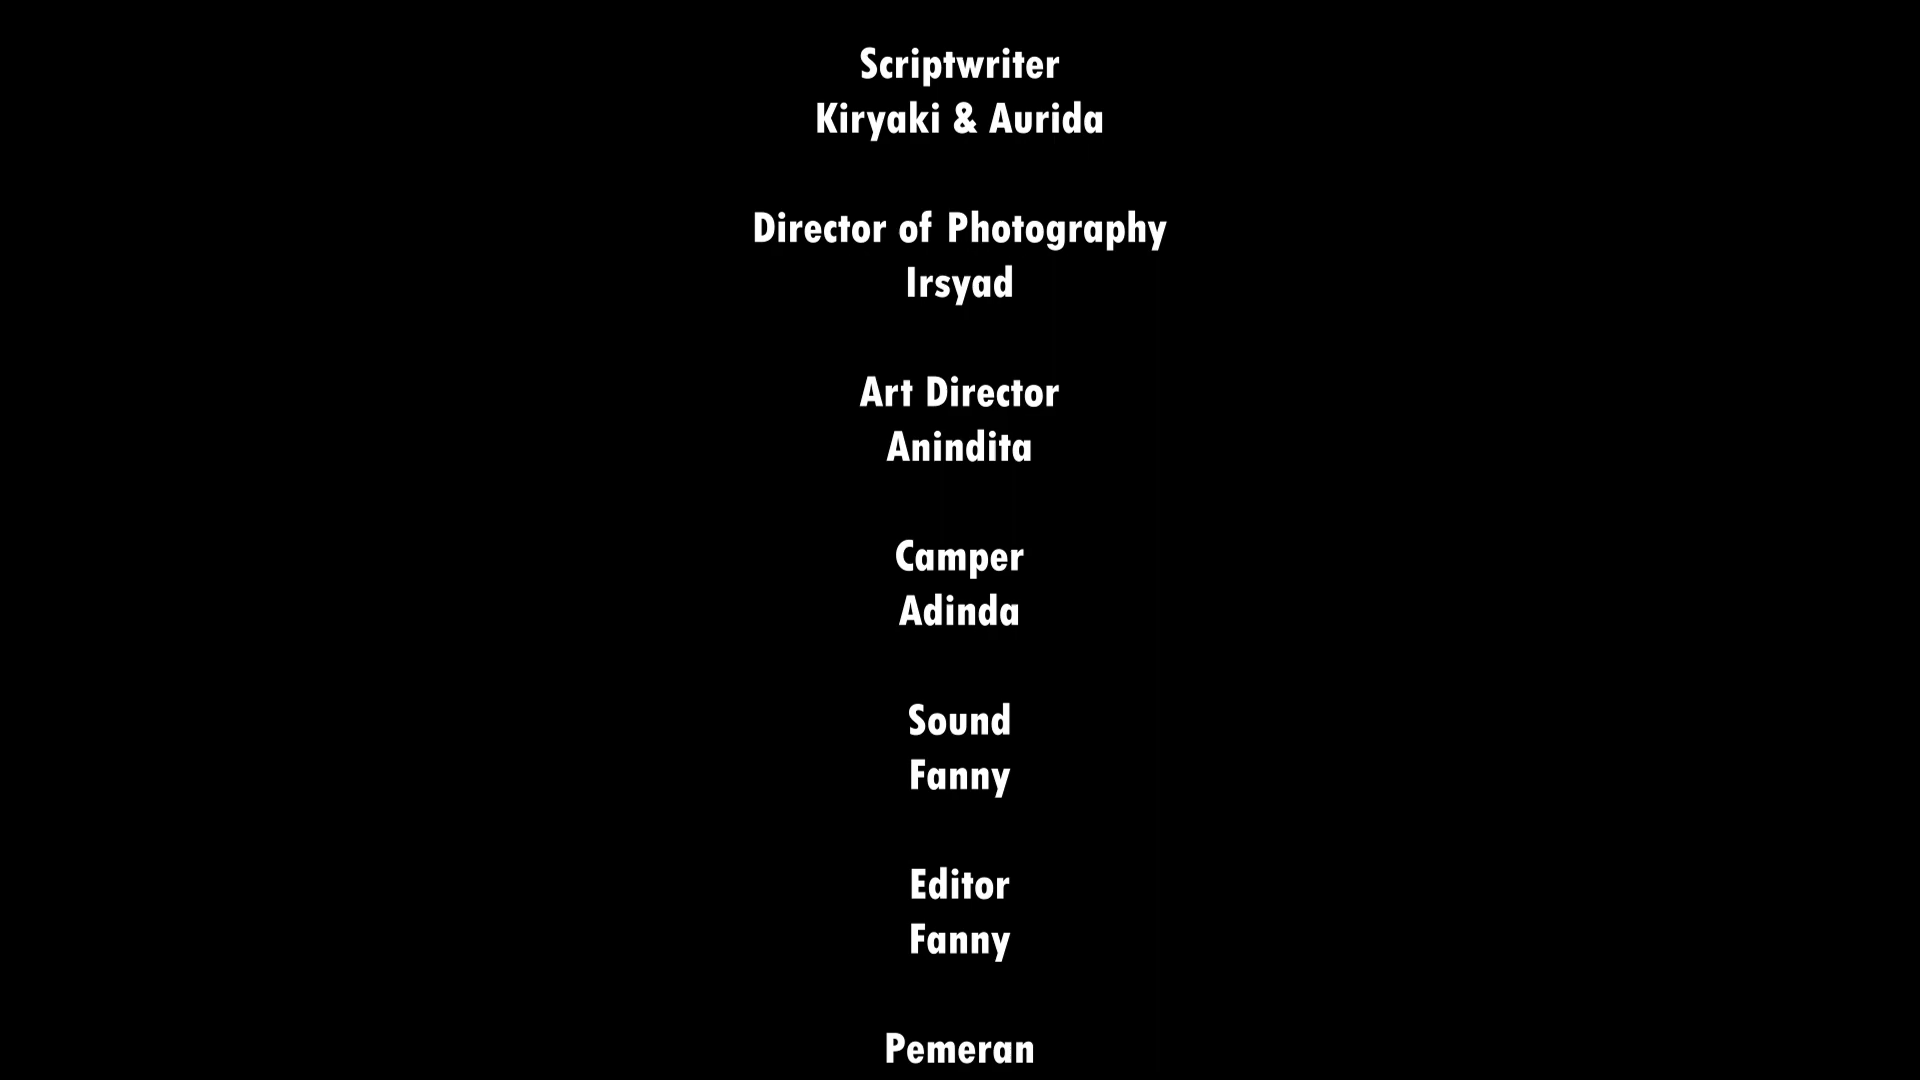 Scriptwriter
Kiryaki & Aurida
Director of Photography
Irsyad
Art Director
Anindita
Camper
Adinda
Sound
Fanny
Editor
Fanny
Pemeran